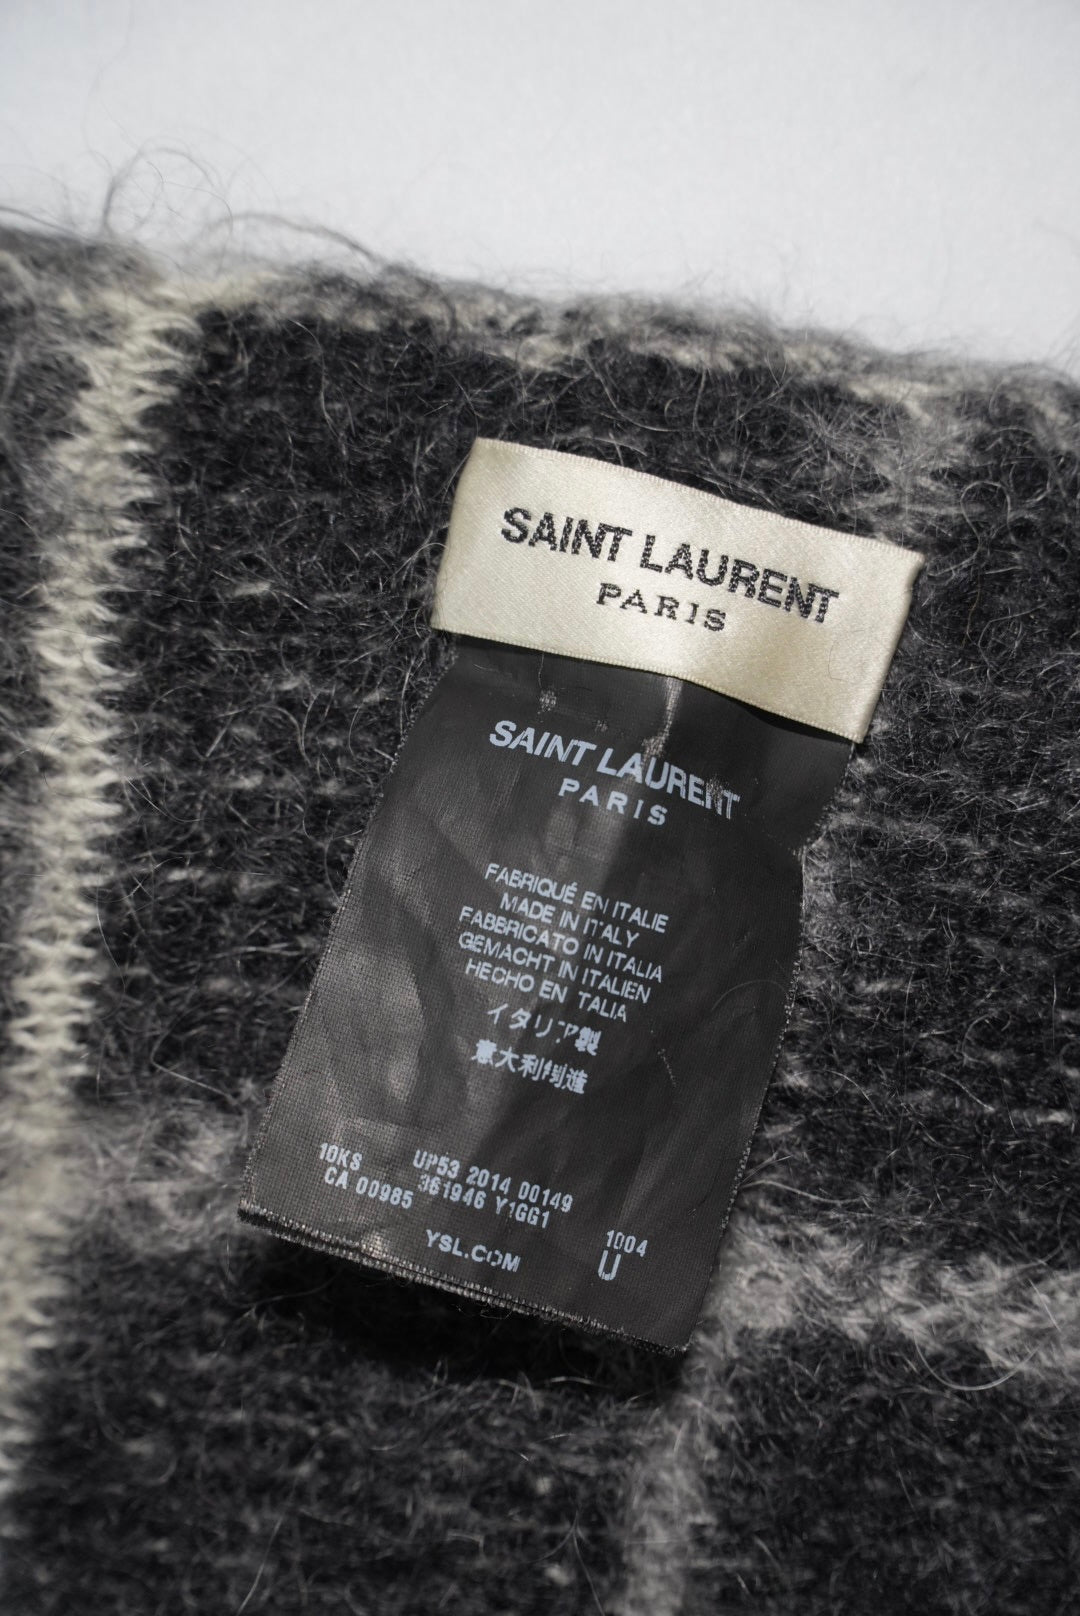 SAINT LAURENT
PARIS
SAINT LAURENT
PARIS
FABRIQUÉ EN ITALIE
MADE IN ITALY
FABBRICATO IN ITALIA
GEMACHT IN ITALIEN
HECHO EN TALIA
イタリア製
意大利制造
10KS UP53 2014 00149
CA 00985 361946 Y1GG1
1004
YSL.COM U